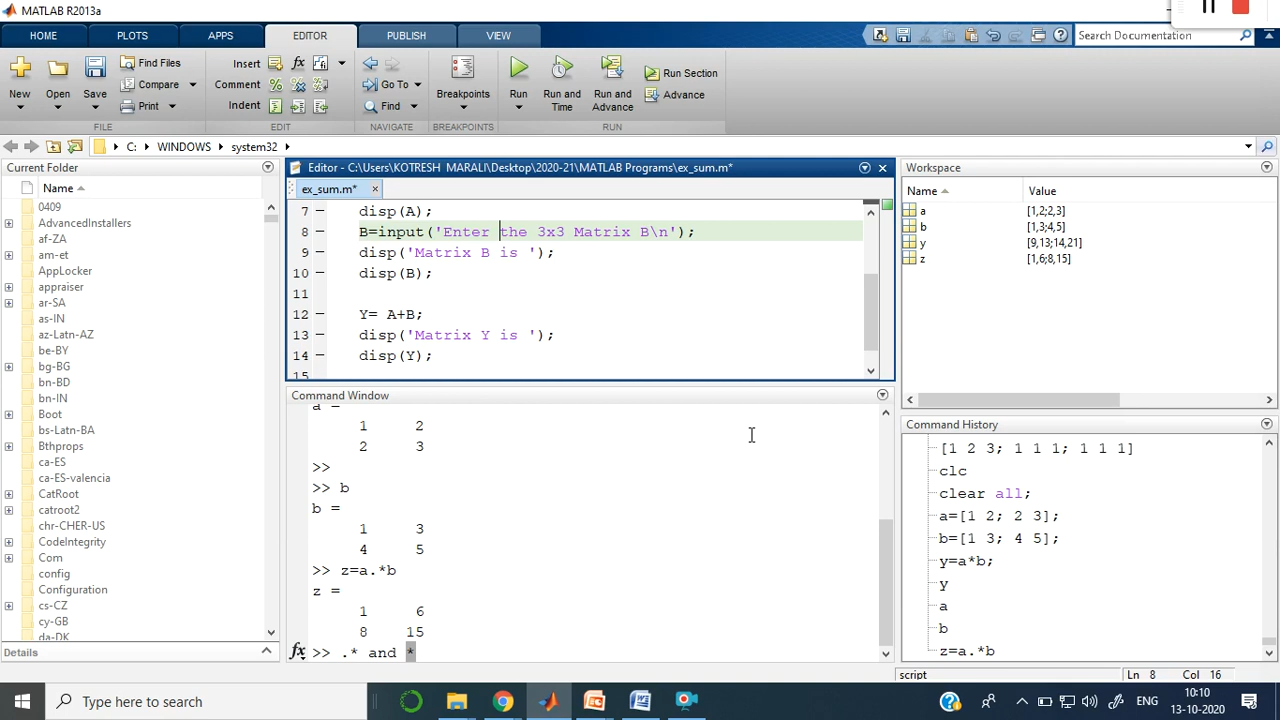 MATLAB R2013a
HOME PLOTS APPS EDITOR PUBLISH VIEW Search Documentation
New Open Save Find Files Compare Print Insert Comment Indent fx Go To Find Breakpoints Run Run and Time Run and Advance Run Section Advance
FILE EDIT NAVIGATE BREAKPOINTS RUN
C: WINDOWS system32
Current Folder
Name
0409
AdvancedInstallers
af-ZA
am-et
AppLocker
appraiser
ar-SA
as-IN
az-Latn-AZ
be-BY
bg-BG
bn-BD
bn-IN
Boot
bs-Latn-BA
Bthprops
ca-ES
ca-ES-valencia
CatRoot
catroot2
chr-CHER-US
CodeIntegrity
Com
config
Configuration
cs-CZ
cy-GB
da-DK
Details
Editor - C:\Users\KOTRESH MARALI\Desktop\2020-21\MATLAB Programs\ex_sum.m*
ex_sum.m*
7 – disp(A);
8 – B=input('Enter the 3x3 Matrix B\n');
9 – disp('Matrix B is ');
10 – disp(B);
11
12 – Y= A+B;
13 – disp('Matrix Y is ');
14 – disp(Y);
15
Command Window
a =
1 2
2 3
>>
>> b
b =
1 3
4 5
>> z=a.*b
z =
1 6
8 15
fx >> .* and *
Workspace
Name Value
a [1,2;2,3]
b [1,3;4,5]
y [9,13;14,21]
z [1,6;8,15]
Command History
[1 2 3; 1 1 1; 1 1 1]
clc
clear all;
a=[1 2; 2 3];
b=[1 3; 4 5];
y=a*b;
y
a
b
z=a.*b
script Ln 8 Col 16
Type here to search
ENG
10:10
13-10-2020